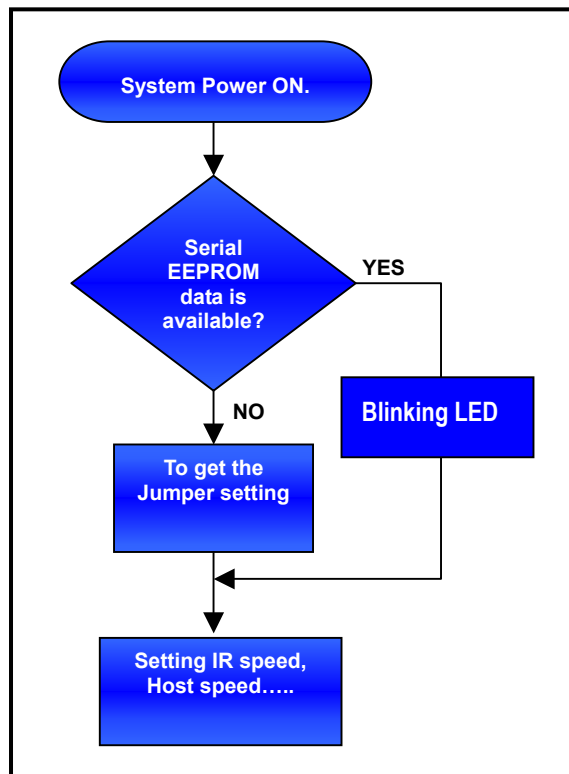 System Power ON.
Serial
EEPROM
data is
available?
YES
Blinking LED
NO
To get the
Jumper setting
Setting IR speed,
Host speed.....